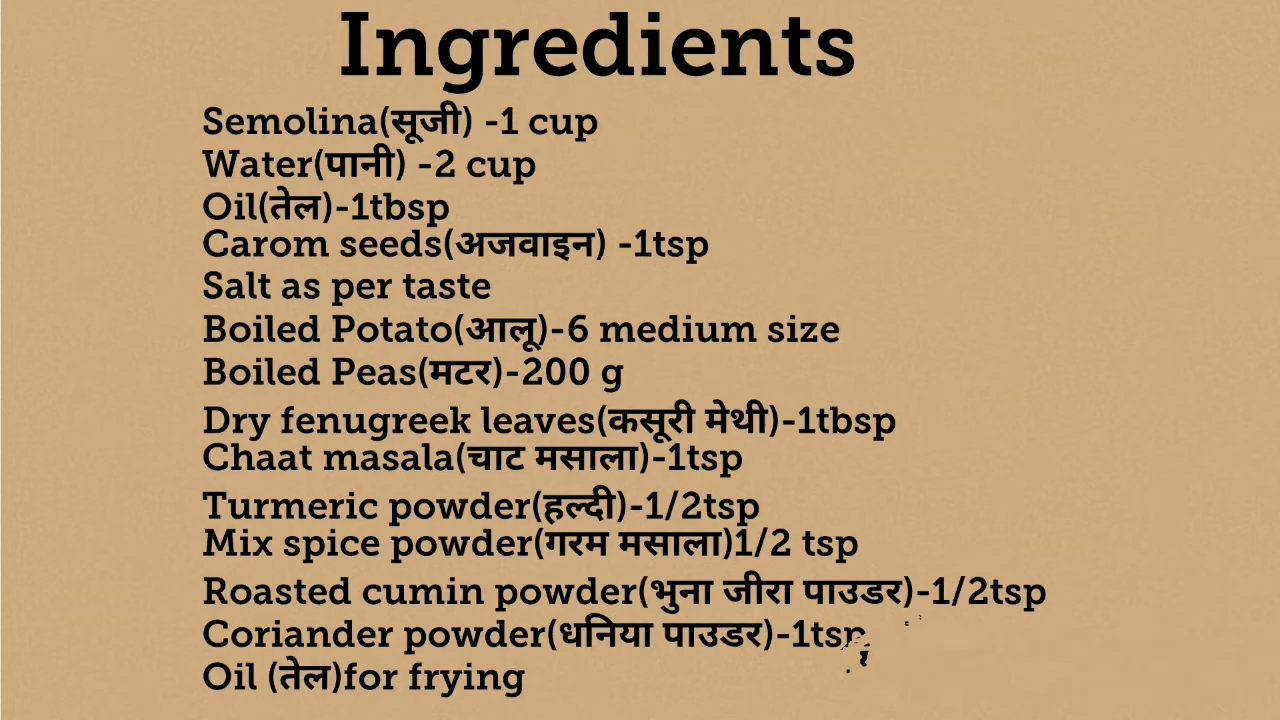 Ingredients
Semolina(सूजी) -1 cup
Water(पानी) -2 cup
Oil(तेल)-1tbsp
Carom seeds(अजवाइन) -1tsp
Salt as per taste
Boiled Potato(आलू)-6 medium size
Boiled Peas(मटर)-200 g
Dry fenugreek leaves(कसूरी मेथी)-1tbsp
Chaat masala(चाट मसाला)-1tsp
Turmeric powder(हल्दी)-1/2tsp
Mix spice powder(गरम मसाला)1/2 tsp
Roasted cumin powder(भुना जीरा पाउडर)-1/2tsp
Coriander powder(धनिया पाउडर)-1tsp
Oil (तेल)for frying